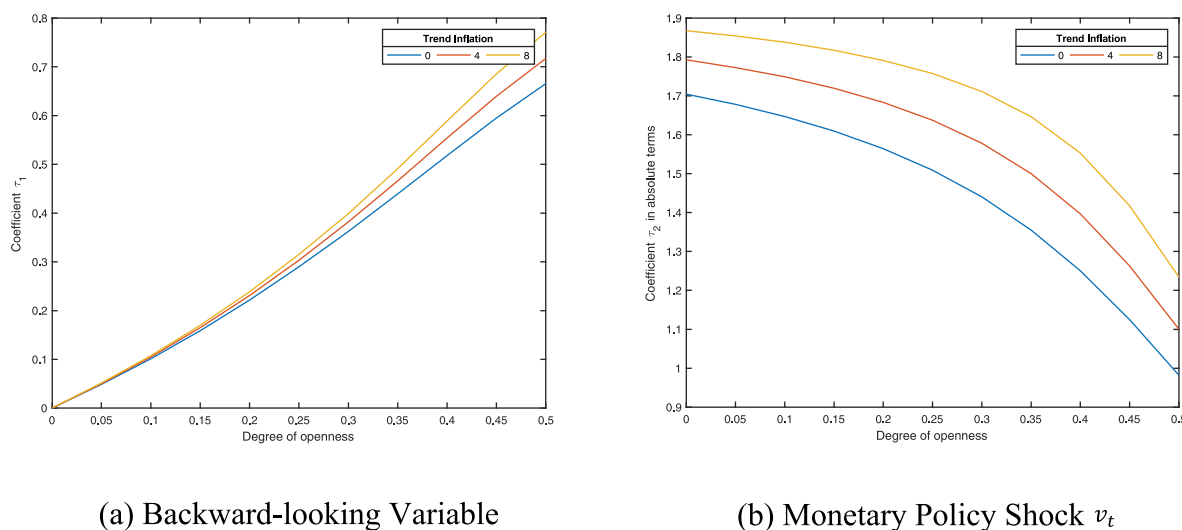 0.8
0.7
0.6
0.5
0.4
0.3
0.2
0.1
0
Coefficient τ1
Trend Inflation
0 4 8
0 0.05 0.1 0.15 0.2 0.25 0.3 0.35 0.4 0.45 0.5
Degree of openness
(a) Backward-looking Variable
1.9
1.8
1.7
1.6
1.5
1.4
1.3
1.2
1.1
1
0.9
Coefficient τ2 in absolute terms
Trend Inflation
0 4 8
0 0.05 0.1 0.15 0.2 0.25 0.3 0.35 0.4 0.45 0.5
Degree of openness
(b) Monetary Policy Shock vt